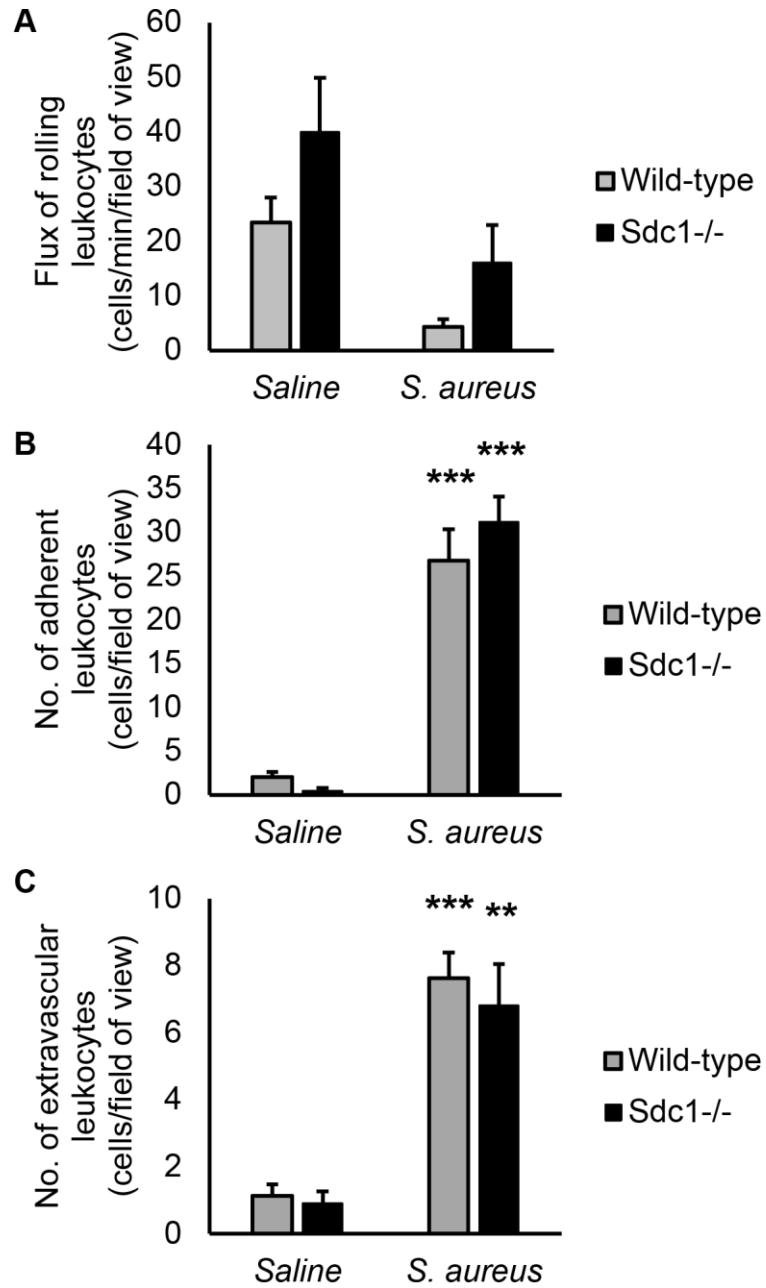 A
Flux of rolling
leukocytes
(cells/min/field of view)
60
50
40
30
20
10
0
Saline
S. aureus
Wild-type
Sdc1-/-
B
No. of adherent
leukocytes
(cells/field of view)
40
35
30
25
20
15
10
5
0
***
***
Saline
S. aureus
Wild-type
Sdc1-/-
C
No. of extravascular
leukocytes
(cells/field of view)
10
8
6
4
2
0
***
**
Saline
S. aureus
Wild-type
Sdc1-/-